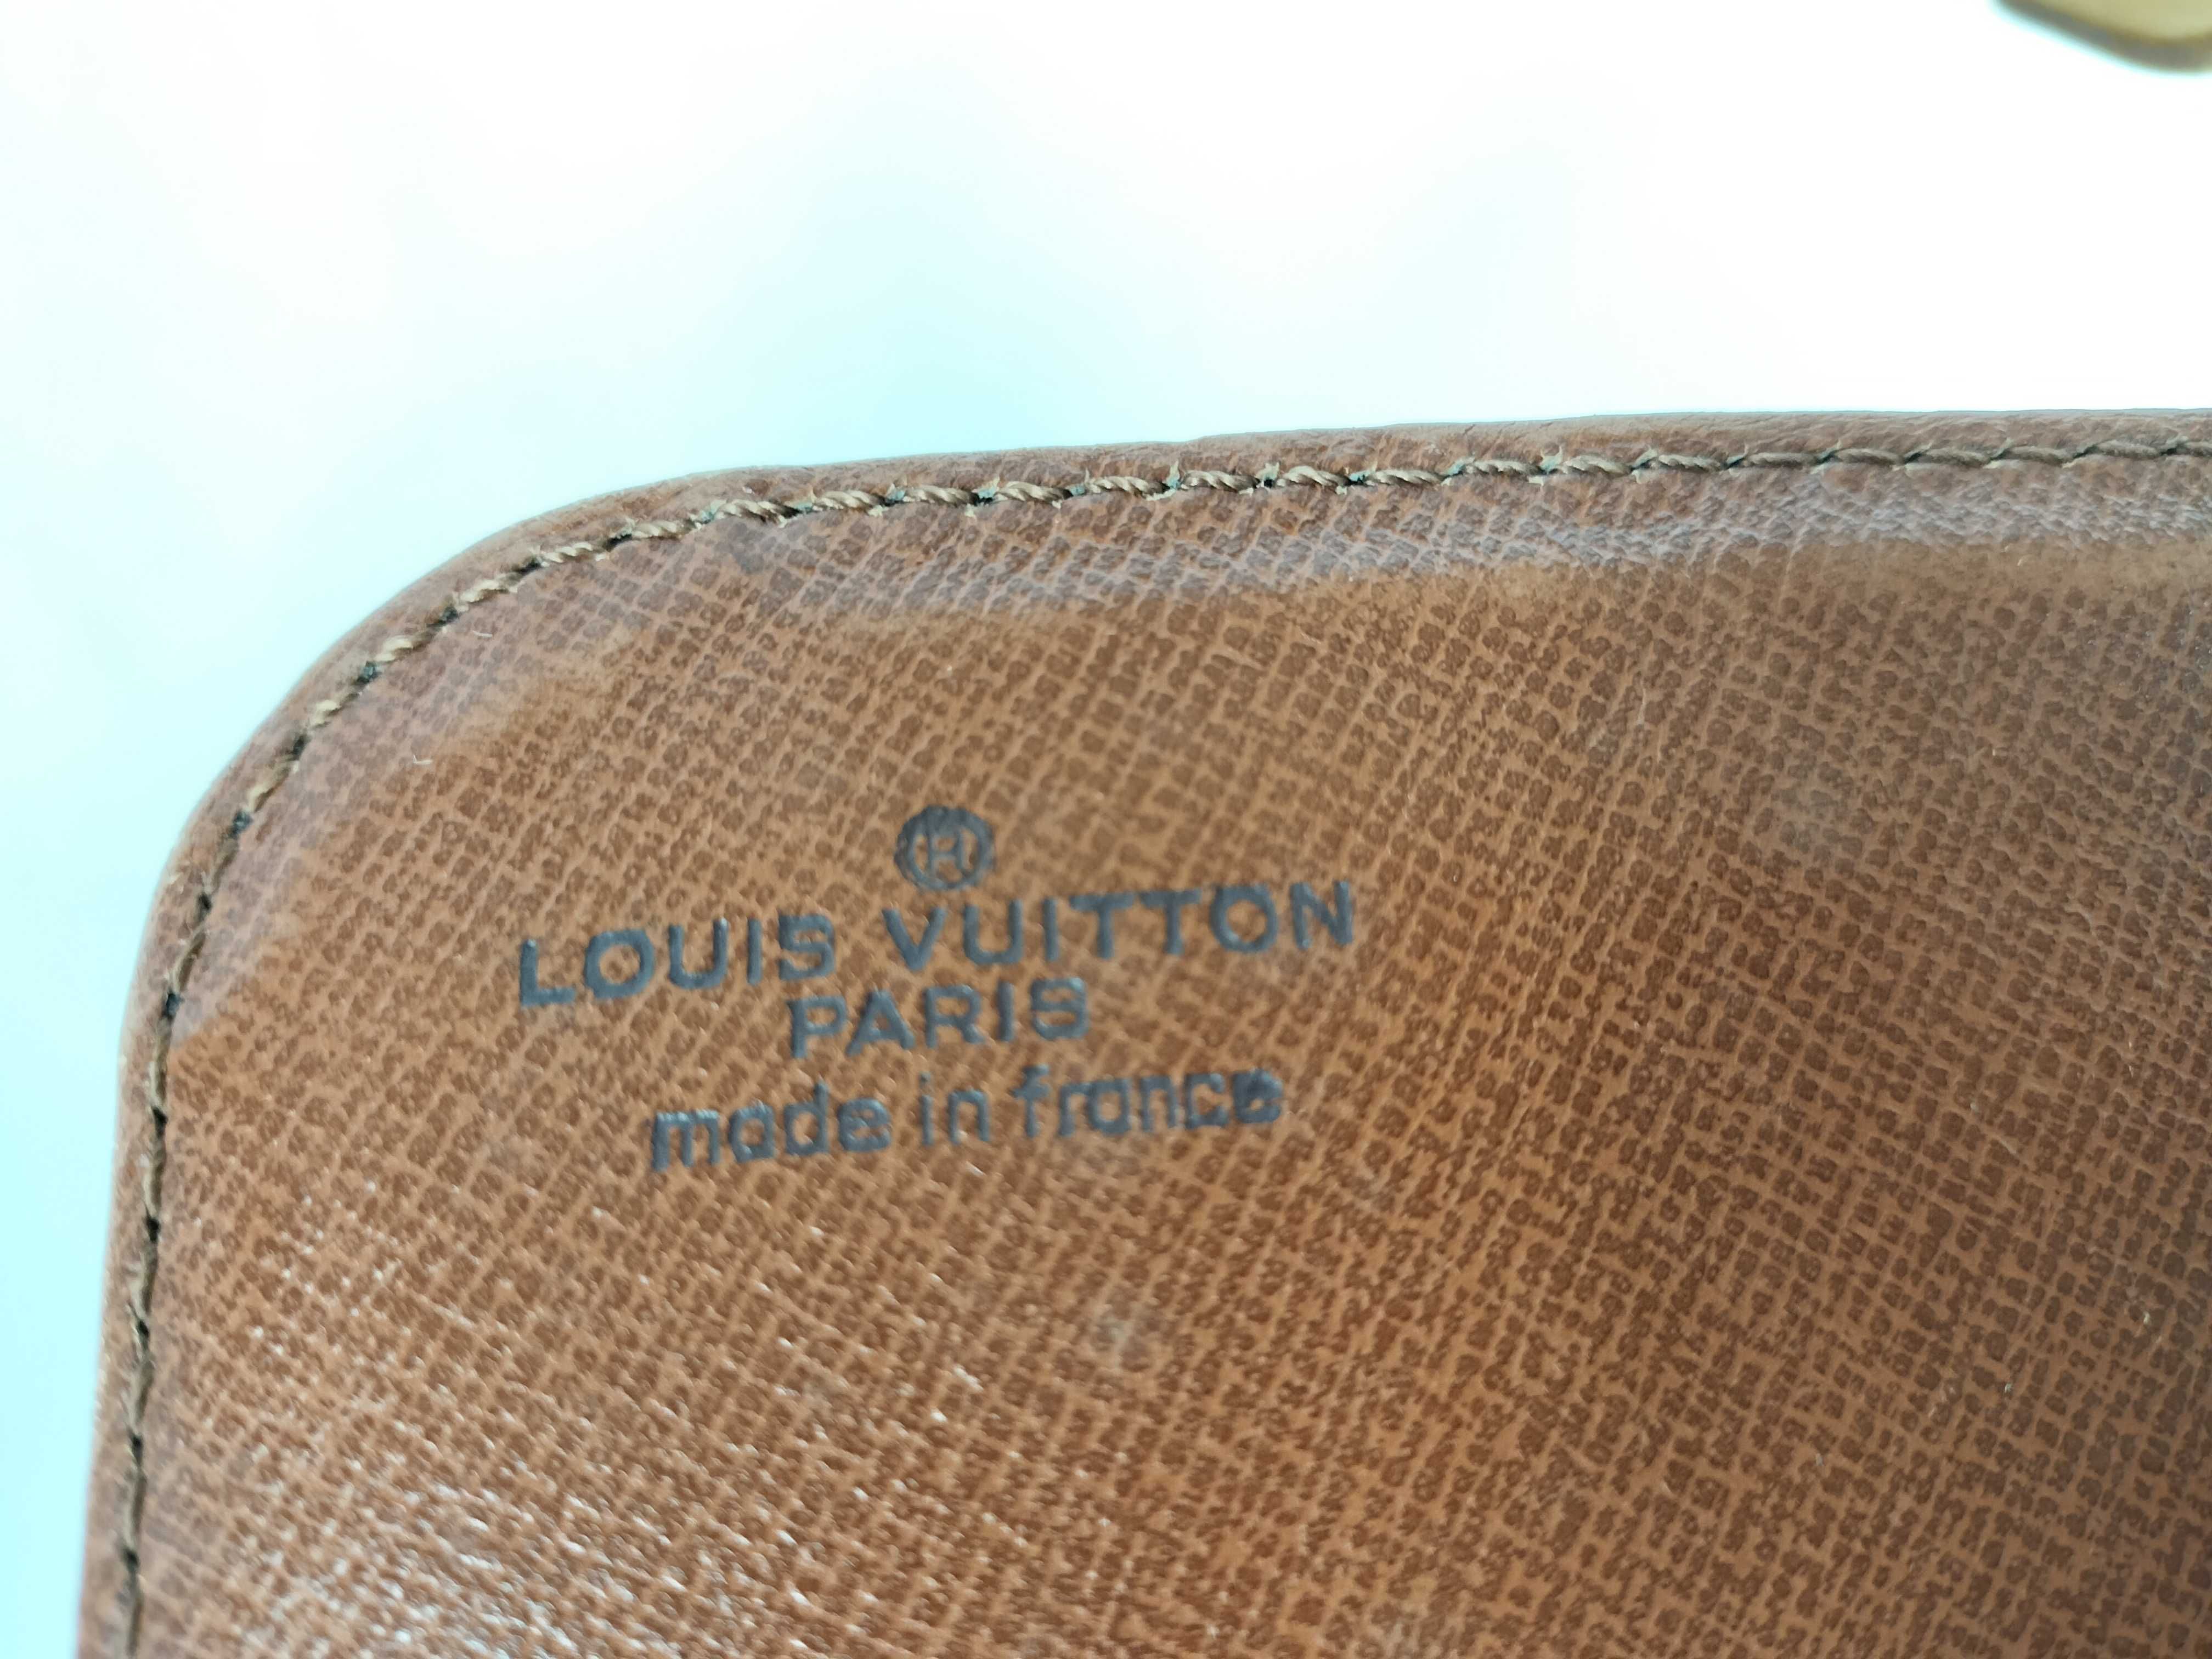 Ⓗ
LOUIS VUITTON
PARIS
made in france